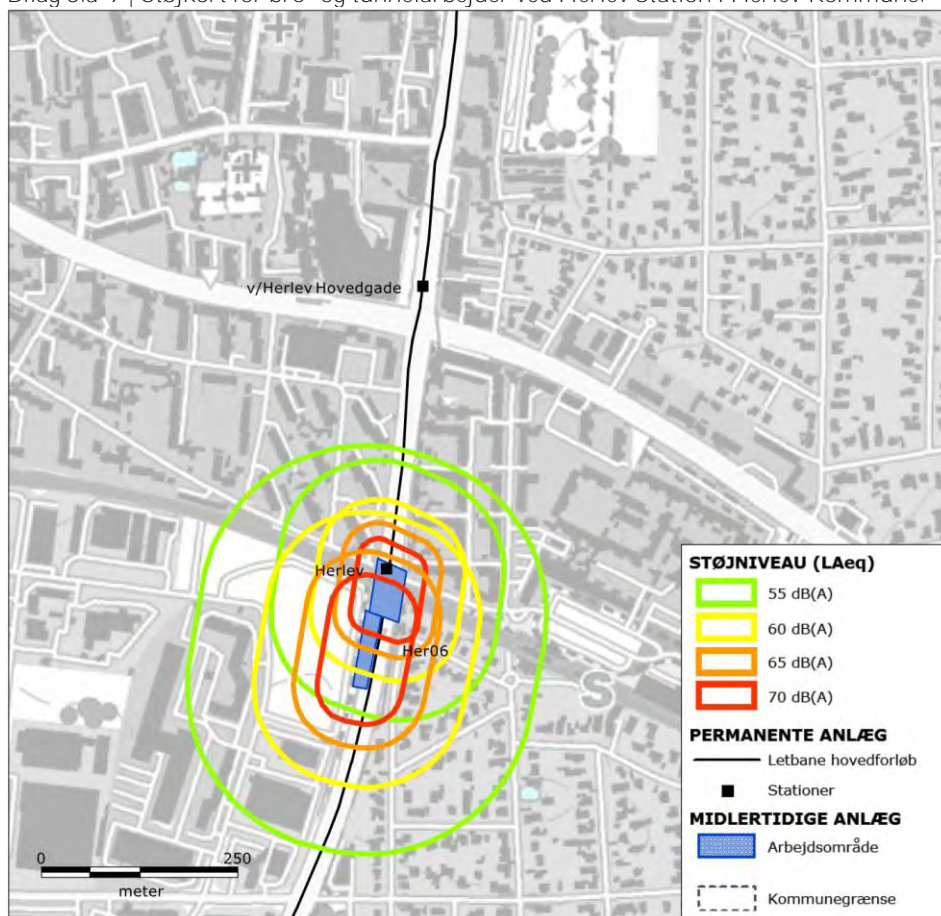 v/Herlev Hovedgade
Herlev
Her06
S
STØJNIVEAU (LAeq)
55 dB(A)
60 dB(A)
65 dB(A)
70 dB(A)
PERMANENTE ANLÆG
Letbane hovedforløb
Stationer
MIDLERTIDIGE ANLÆG
Arbejdsområde
Kommunegrænse
0 250
meter